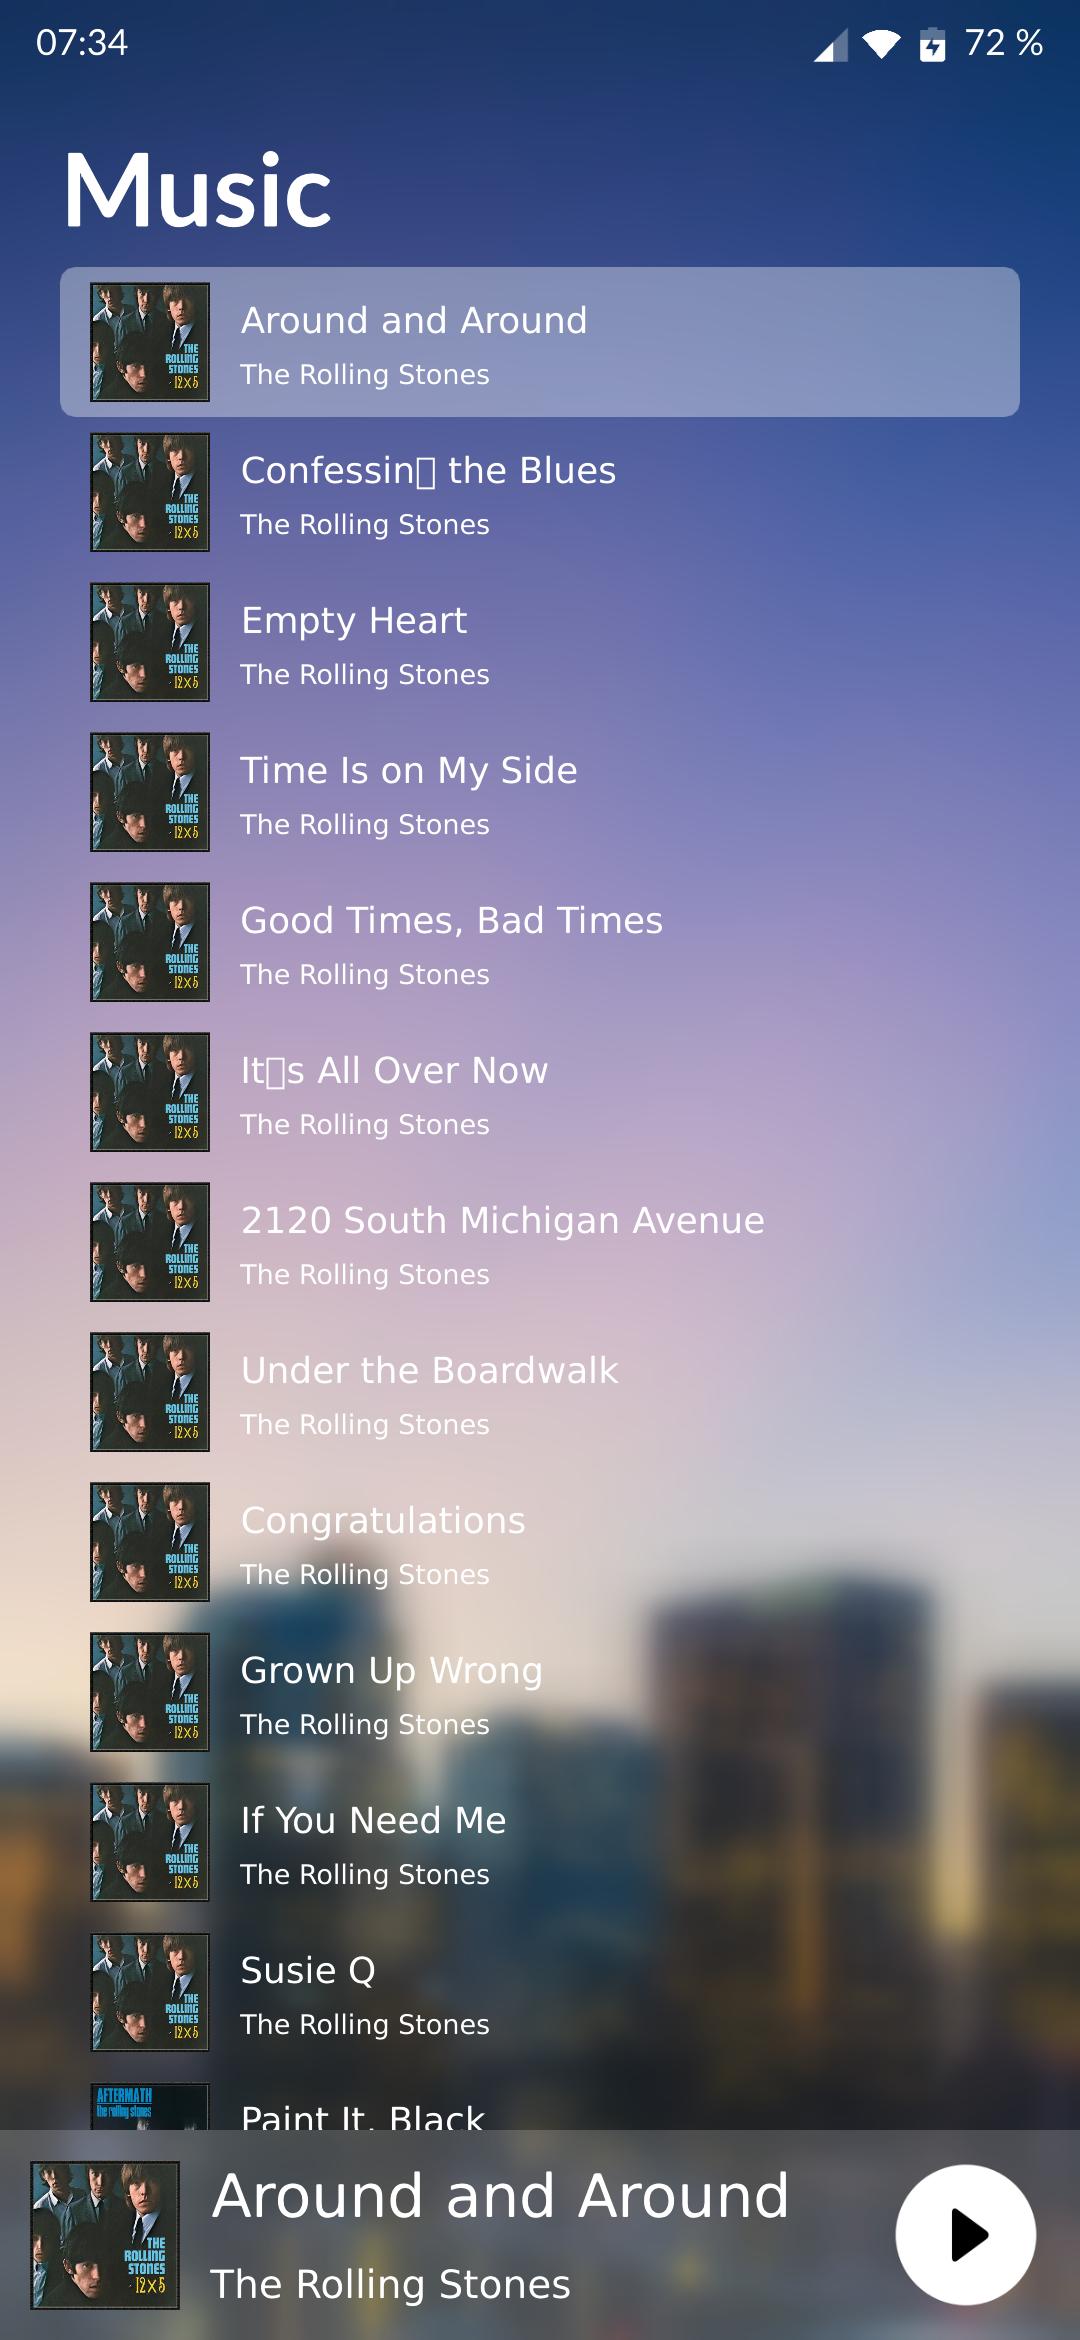 07:34
72 %
Music
Around and Around
The Rolling Stones
THE
ROLLING
STONES
12X5
Confessin▯ the Blues
The Rolling Stones
THE
ROLLING
STONES
12X5
Empty Heart
The Rolling Stones
THE
ROLLING
STONES
12X5
Time Is on My Side
The Rolling Stones
THE
ROLLING
STONES
12X5
Good Times, Bad Times
The Rolling Stones
THE
ROLLING
STONES
12X5
It▯s All Over Now
The Rolling Stones
THE
ROLLING
STONES
12X5
2120 South Michigan Avenue
The Rolling Stones
THE
ROLLING
STONES
12X5
Under the Boardwalk
The Rolling Stones
THE
ROLLING
STONES
12X5
Congratulations
The Rolling Stones
THE
ROLLING
STONES
12X5
Grown Up Wrong
The Rolling Stones
THE
ROLLING
STONES
12X5
If You Need Me
The Rolling Stones
THE
ROLLING
STONES
12X5
Susie Q
The Rolling Stones
THE
ROLLING
STONES
12X5
AFTERMATH
the rolling stones
Paint It, Black
THE
ROLLING
STONES
12X5
Around and Around
The Rolling Stones